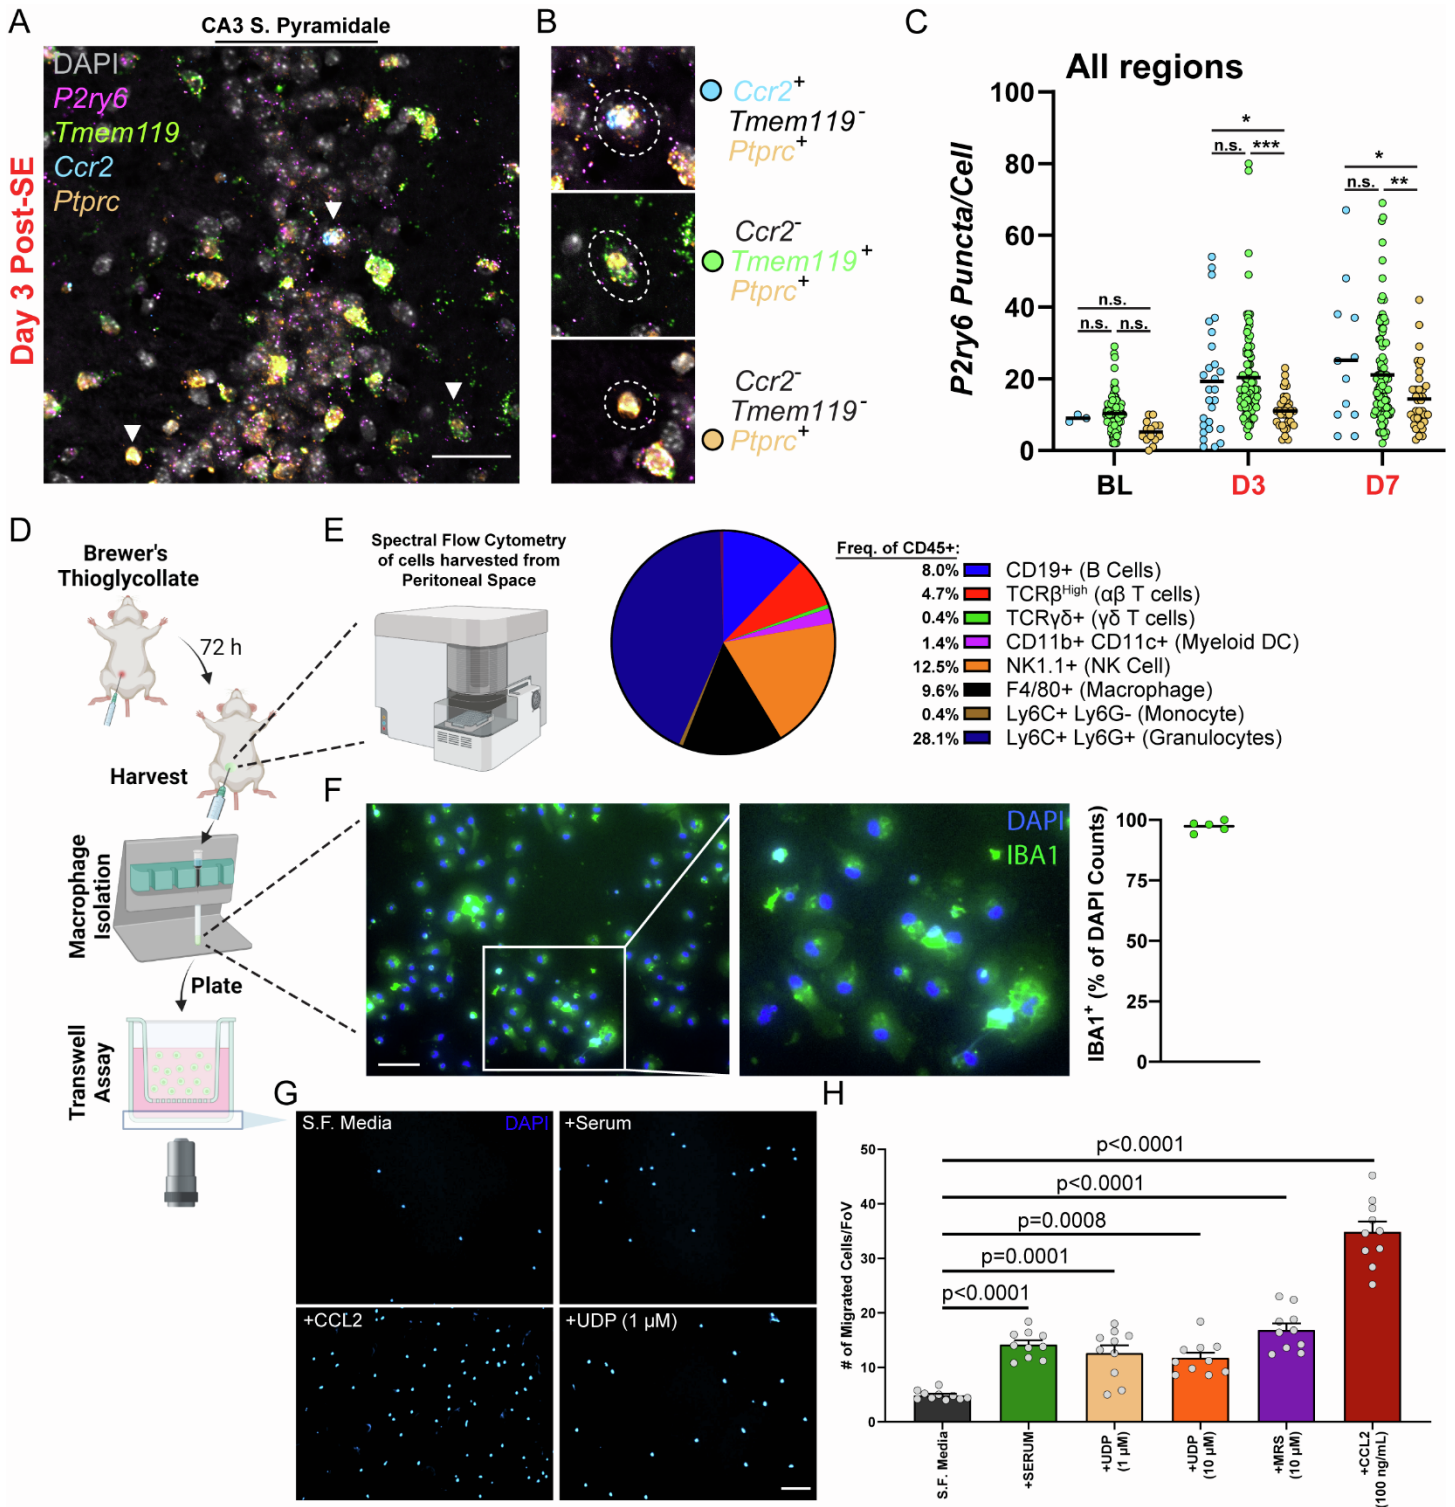 A
CA3 S. Pyramidale
DAPI
P2ry6
Tmem119
Ccr2
Ptprc
Day 3 Post-SE
B
Ccr2+
Tmem119-
Ptprc+
Ccr2-
Tmem119+
Ptprc+
Ccr2-
Tmem119-
Ptprc+
C
All regions
P2ry6 Puncta/Cell
100
80
60
40
20
0
n.s.
n.s. n.s.
*
n.s. ***
*
n.s. **
BL D3 D7
D
Brewer's
Thioglycollate
72 h
Harvest
Macrophage
Isolation
Plate
Transwell
Assay
E
Spectral Flow Cytometry
of cells harvested from
Peritoneal Space
Freq. of CD45+:
8.0% CD19+ (B Cells)
4.7% TCRβHigh (αβ T cells)
0.4% TCRγδ+ (γδ T cells)
1.4% CD11b+ CD11c+ (Myeloid DC)
12.5% NK1.1+ (NK Cell)
9.6% F4/80+ (Macrophage)
0.4% Ly6C+ Ly6G- (Monocyte)
28.1% Ly6C+ Ly6G+ (Granulocytes)
F
DAPI
IBA1
IBA1+ (% of DAPI Counts)
100
75
50
25
0
G
S.F. Media
DAPI
+Serum
+CCL2
+UDP (1 µM)
H
# of Migrated Cells/FoV
50
40
30
20
10
0
p<0.0001
p<0.0001
p=0.0008
p=0.0001
p<0.0001
S.F. Media
+SERUM
+UDP
(1 µM)
+UDP
(10 µM)
+MRS
(10 µM)
+CCL2
(100 ng/mL)